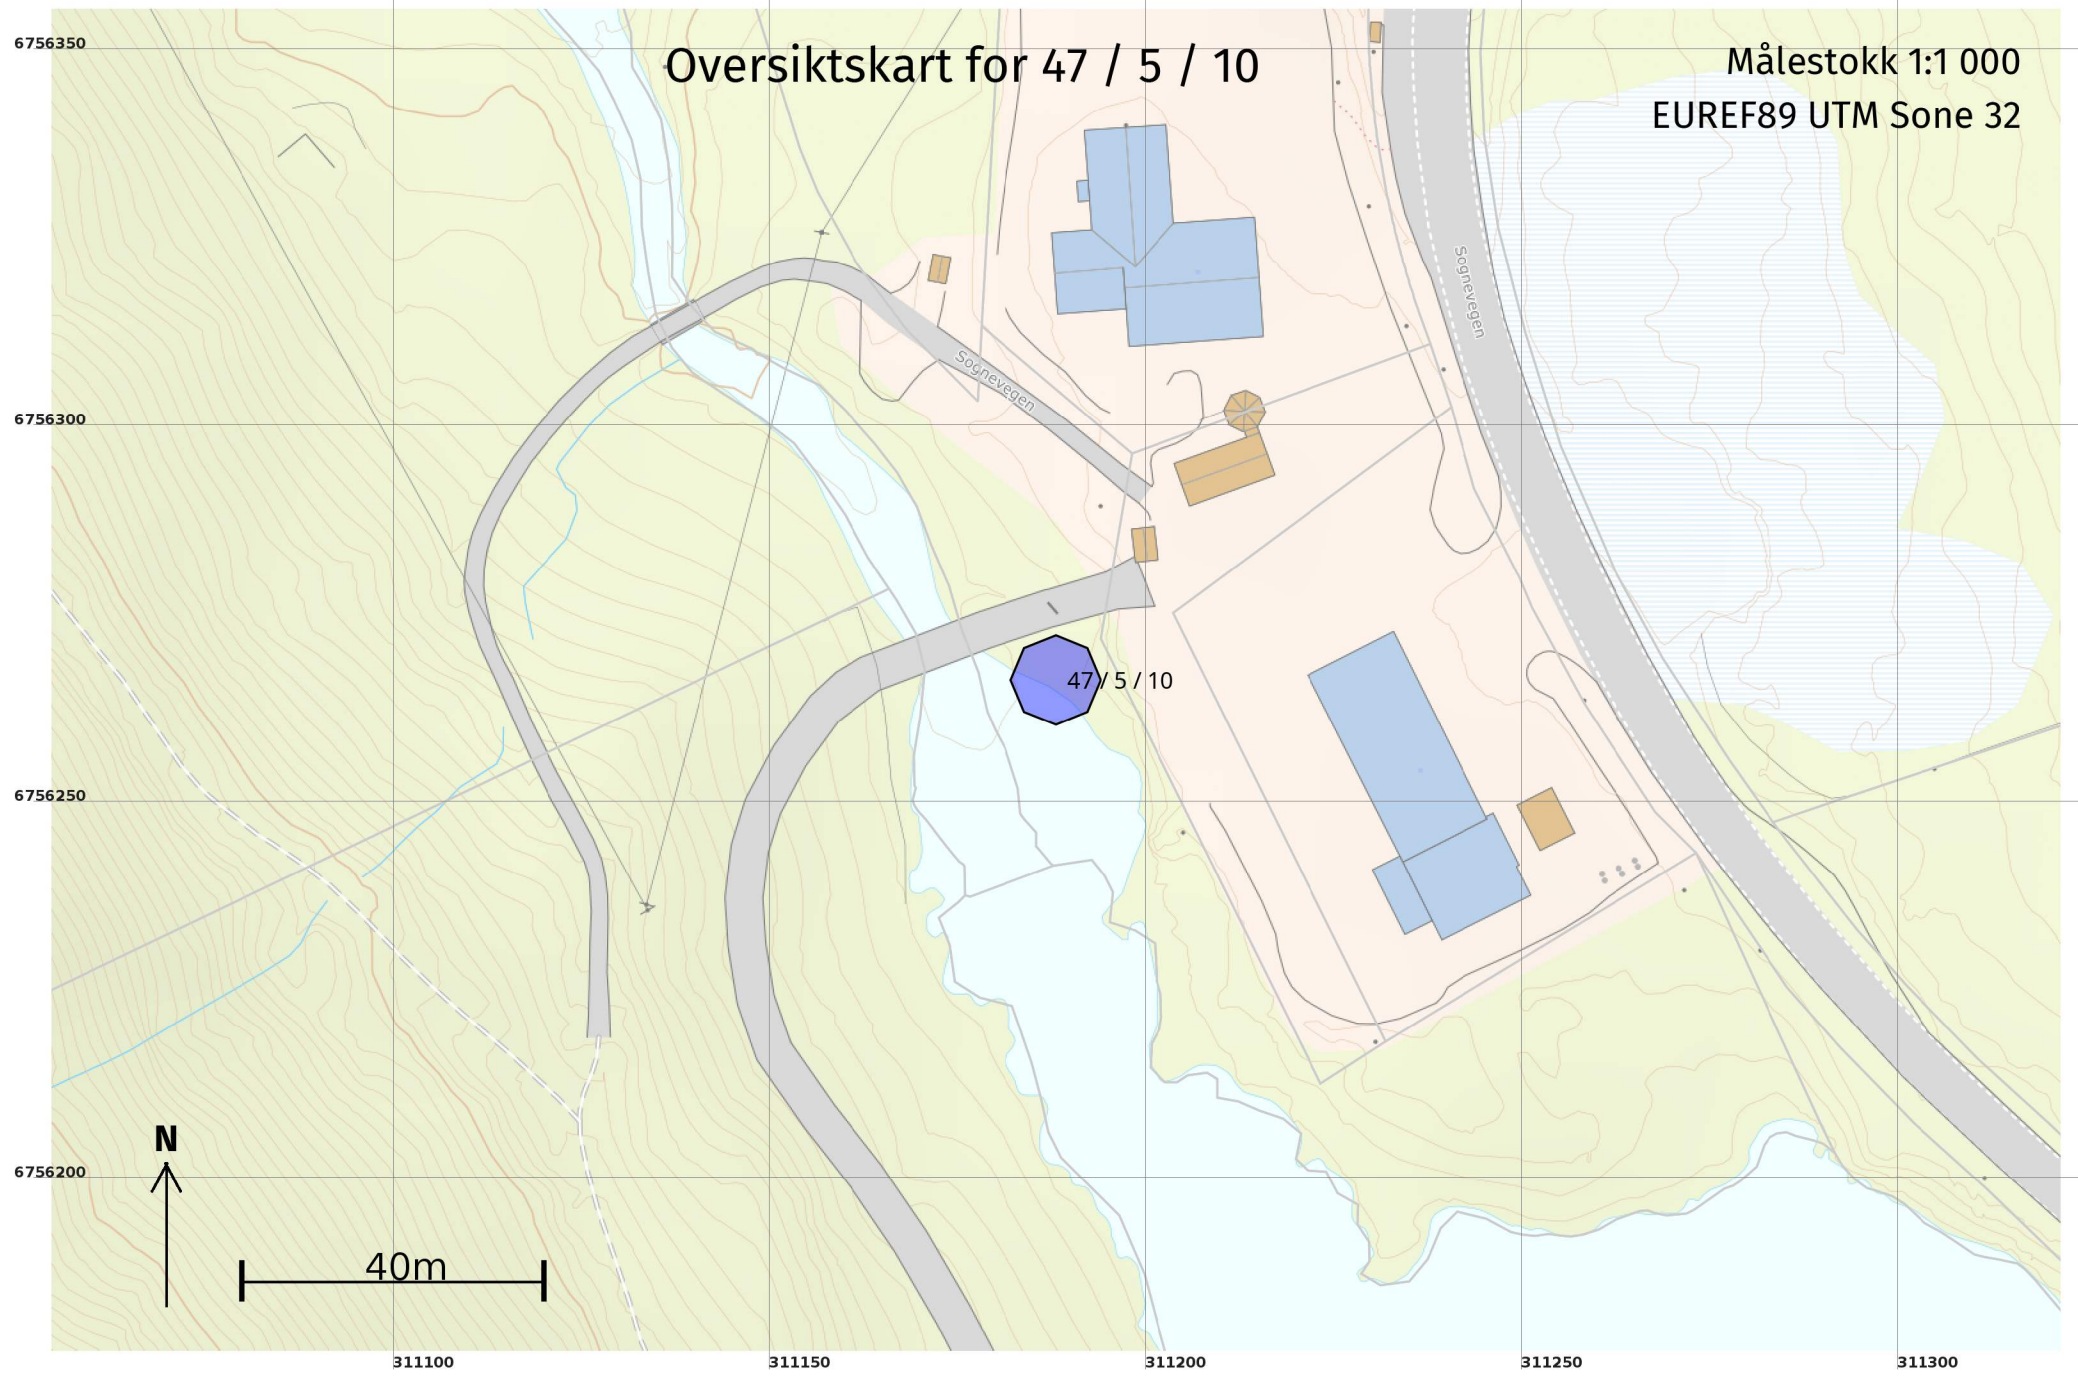 Oversiktskart for 47 / 5 / 10
Målestokk 1:1 000
EUREF89 UTM Sone 32
6756350
6756300
6756250
6756200
Sognevegen
Sognevegen
47 / 5 / 10
N
40m
311100
311150
311200
311250
311300